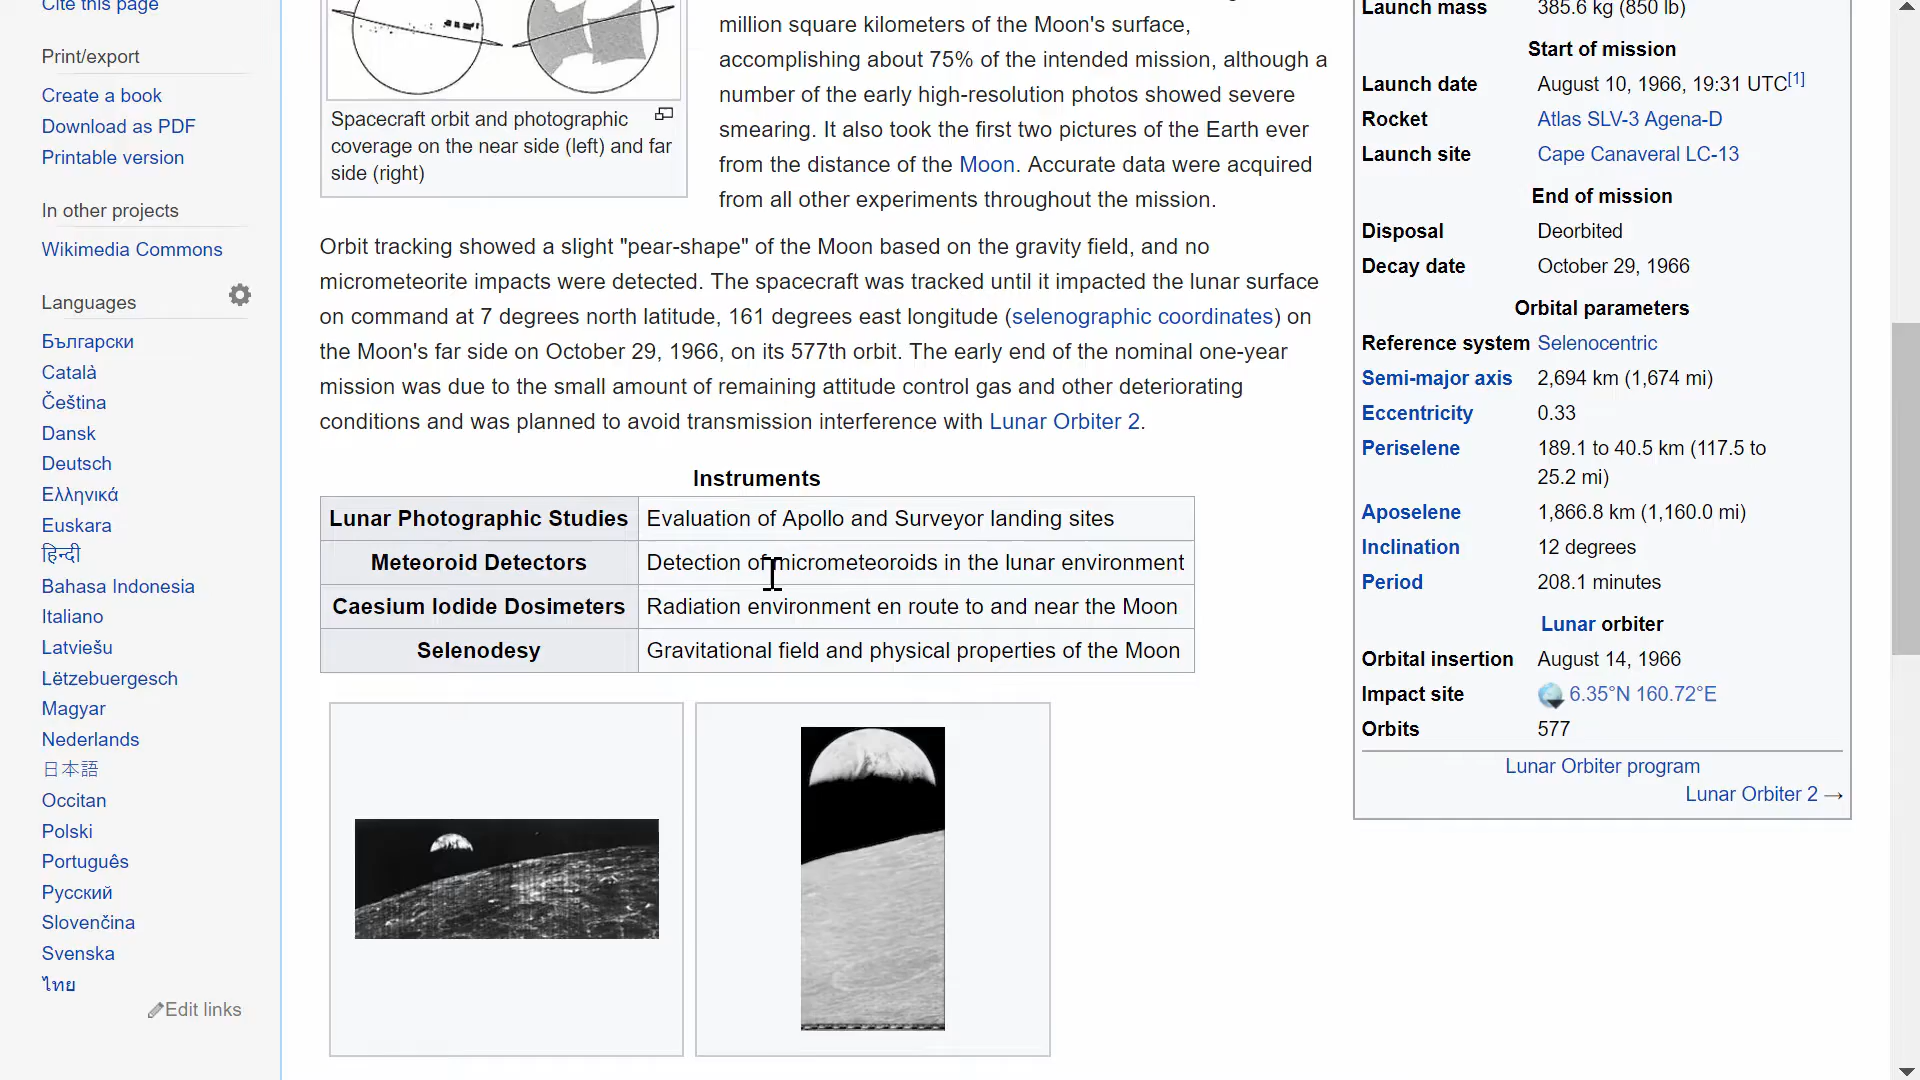 Cite this page
Print/export
Create a book
Download as PDF
Printable version
In other projects
Wikimedia Commons
Languages
Български
Català
Čeština
Dansk
Deutsch
Ελληνικά
Euskara
हिन्दी
Bahasa Indonesia
Italiano
Latviešu
Lëtzebuergesch
Magyar
Nederlands
日本語
Occitan
Polski
Português
Русский
Slovenčina
Svenska
ไทย
Edit links
Spacecraft orbit and photographic
coverage on the near side (left) and far
side (right)
million square kilometers of the Moon's surface,
accomplishing about 75% of the intended mission, although a
number of the early high-resolution photos showed severe
smearing. It also took the first two pictures of the Earth ever
from the distance of the Moon. Accurate data were acquired
from all other experiments throughout the mission.
Orbit tracking showed a slight "pear-shape" of the Moon based on the gravity field, and no
micrometeorite impacts were detected. The spacecraft was tracked until it impacted the lunar surface
on command at 7 degrees north latitude, 161 degrees east longitude (selenographic coordinates) on
the Moon's far side on October 29, 1966, on its 577th orbit. The early end of the nominal one-year
mission was due to the small amount of remaining attitude control gas and other deteriorating
conditions and was planned to avoid transmission interference with Lunar Orbiter 2.
Instruments
Lunar Photographic Studies Evaluation of Apollo and Surveyor landing sites
Meteoroid Detectors Detection of micrometeoroids in the lunar environment
Caesium Iodide Dosimeters Radiation environment en route to and near the Moon
Selenodesy Gravitational field and physical properties of the Moon
Launch mass 385.6 kg (850 lb)
Start of mission
Launch date August 10, 1966, 19:31 UTC[1]
Rocket Atlas SLV-3 Agena-D
Launch site Cape Canaveral LC-13
End of mission
Disposal Deorbited
Decay date October 29, 1966
Orbital parameters
Reference system Selenocentric
Semi-major axis 2,694 km (1,674 mi)
Eccentricity 0.33
Periselene 189.1 to 40.5 km (117.5 to
25.2 mi)
Aposelene 1,866.8 km (1,160.0 mi)
Inclination 12 degrees
Period 208.1 minutes
Lunar orbiter
Orbital insertion August 14, 1966
Impact site 6.35°N 160.72°E
Orbits 577
Lunar Orbiter program
Lunar Orbiter 2 →